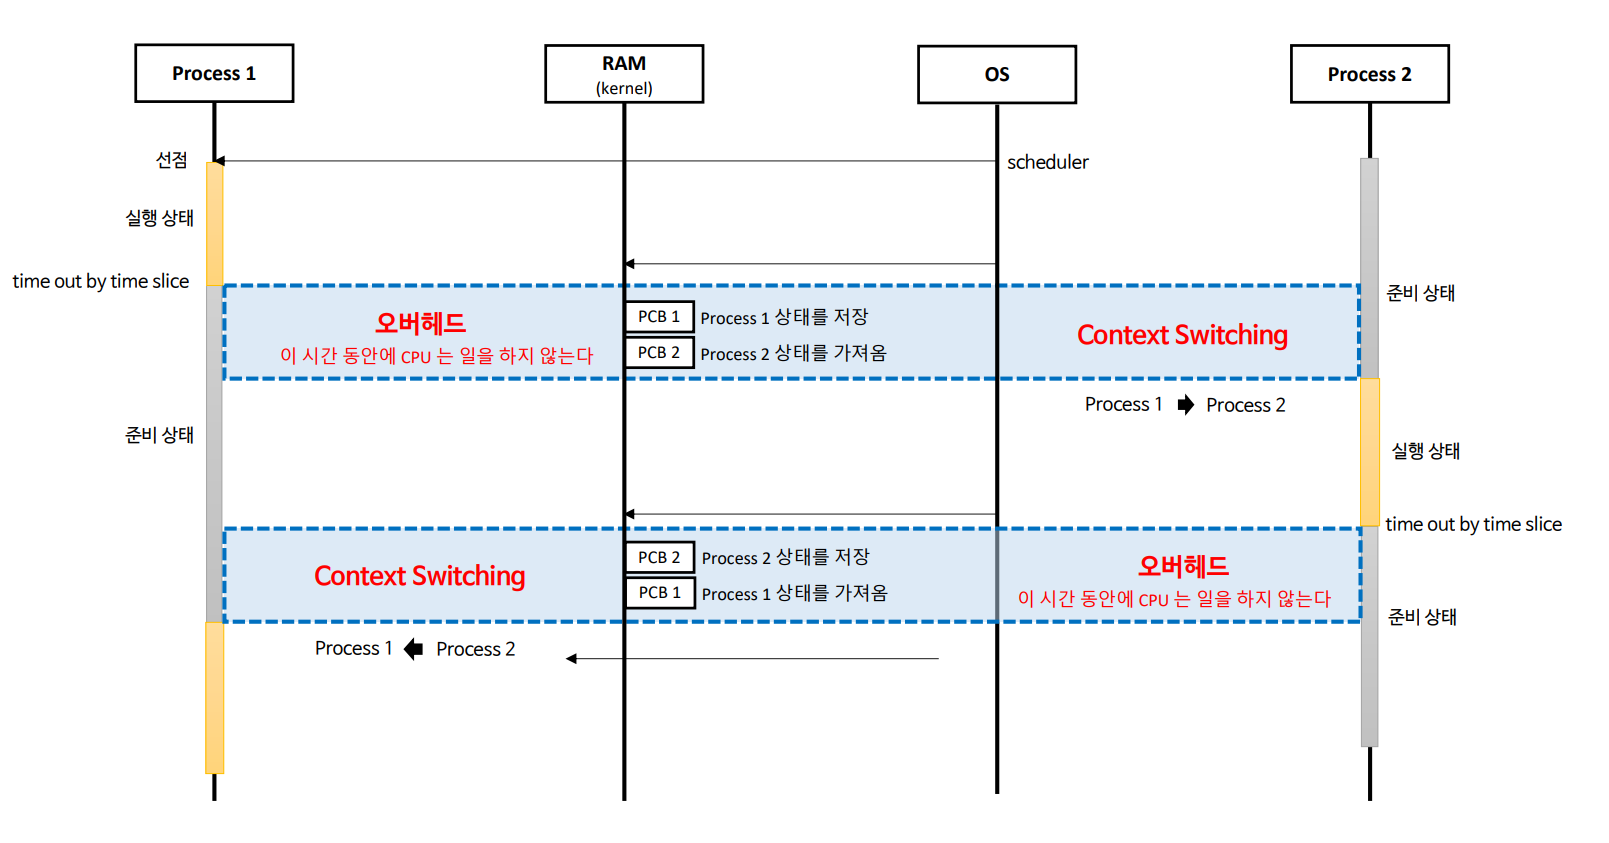 Process 1
RAM
(kernel)
OS
Process 2
선점
scheduler
실행 상태
time out by time slice
준비 상태
오버헤드
이 시간 동안에 CPU 는 일을 하지 않는다
PCB 1
Process 1 상태를 저장
PCB 2
Process 2 상태를 가져옴
Context Switching
Process 1
Process 2
준비 상태
실행 상태
time out by time slice
Context Switching
PCB 2
Process 2 상태를 저장
PCB 1
Process 1 상태를 가져옴
오버헤드
이 시간 동안에 CPU 는 일을 하지 않는다
준비 상태
Process 1
Process 2